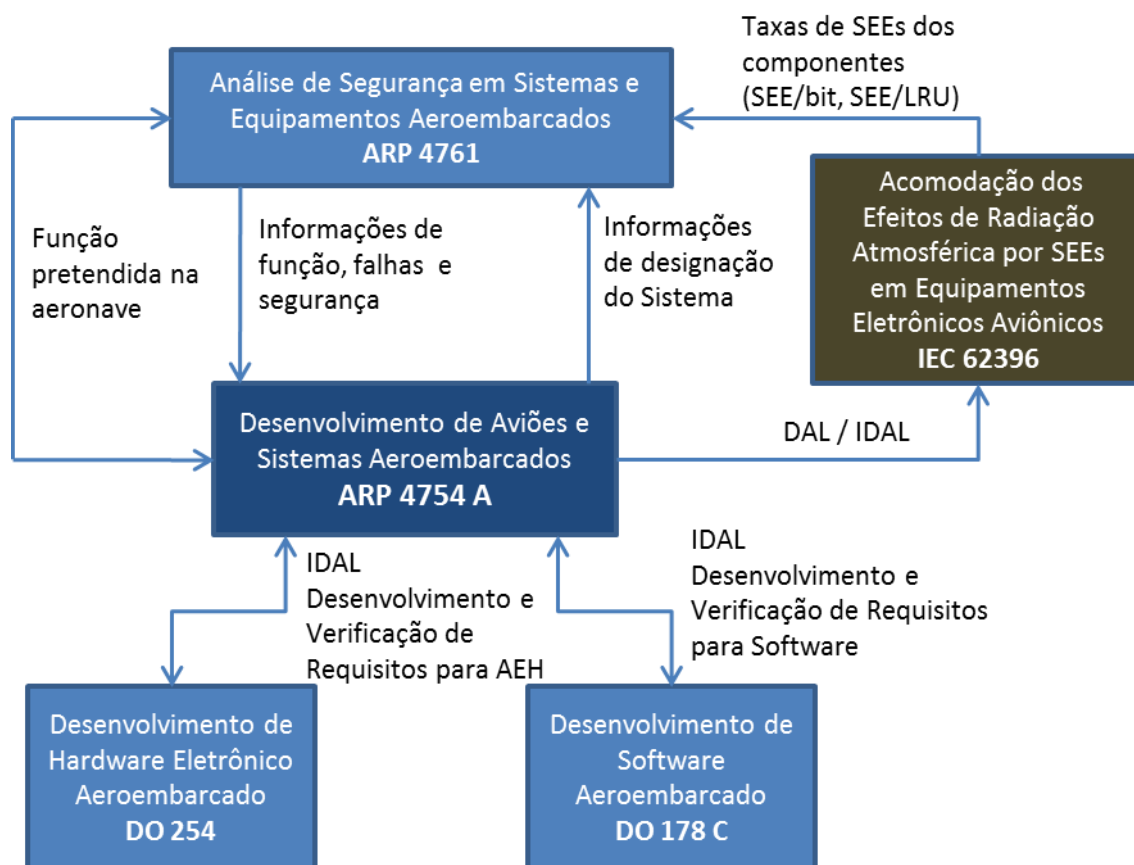 Taxas de SEEs dos
componentes
(SEE/bit, SEE/LRU)
Análise de Segurança em Sistemas e
Equipamentos Aeroembarcados
ARP 4761
Acomodação dos
Efeitos de Radiação
Atmosférica por SEEs
em Equipamentos
Eletrônicos Aviônicos
IEC 62396
Função
pretendida na
aeronave
Informações de
função, falhas e
segurança
Informações
de designação
do Sistema
Desenvolvimento de Aviões e
Sistemas Aeroembarcados
ARP 4754 A
DAL / IDAL
IDAL
Desenvolvimento e
Verificação de
Requisitos para AEH
IDAL
Desenvolvimento e
Verificação de Requisitos
para Software
Desenvolvimento de
Hardware Eletrônico
Aeroembarcado
DO 254
Desenvolvimento de
Software
Aeroembarcado
DO 178 C